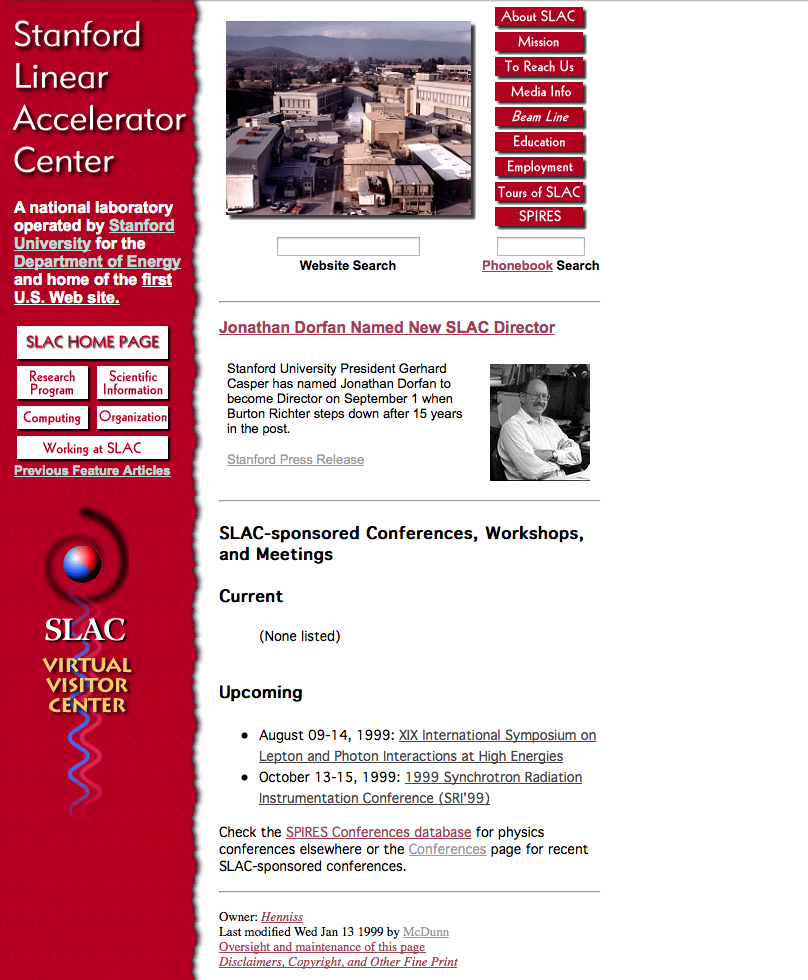 Stanford
Linear
Accelerator
Center
A national laboratory
operated by Stanford
University for the
Department of Energy
and home of the first
U.S. Web site.
SLAC HOME PAGE
Research Program
Scientific Information
Computing
Organization
Working at SLAC
Previous Feature Articles
SLAC
VIRTUAL
VISITOR
CENTER
About SLAC
Mission
To Reach Us
Media Info
Beam Line
Education
Employment
Tours of SLAC
SPIRES
Website Search
Phonebook Search
Jonathan Dorfan Named New SLAC Director
Stanford University President Gerhard
Casper has named Jonathan Dorfan to
become Director on September 1 when
Burton Richter steps down after 15 years
in the post.
Stanford Press Release
SLAC-sponsored Conferences, Workshops,
and Meetings
Current
(None listed)
Upcoming
• August 09-14, 1999: XIX International Symposium on
Lepton and Photon Interactions at High Energies
• October 13-15, 1999: 1999 Synchrotron Radiation
Instrumentation Conference (SRI'99)
Check the SPIRES Conferences database for physics
conferences elsewhere or the Conferences page for recent
SLAC-sponsored conferences.
Owner: Henniss
Last modified Wed Jan 13 1999 by McDunn
Oversight and maintenance of this page
Disclaimers, Copyright, and Other Fine Print